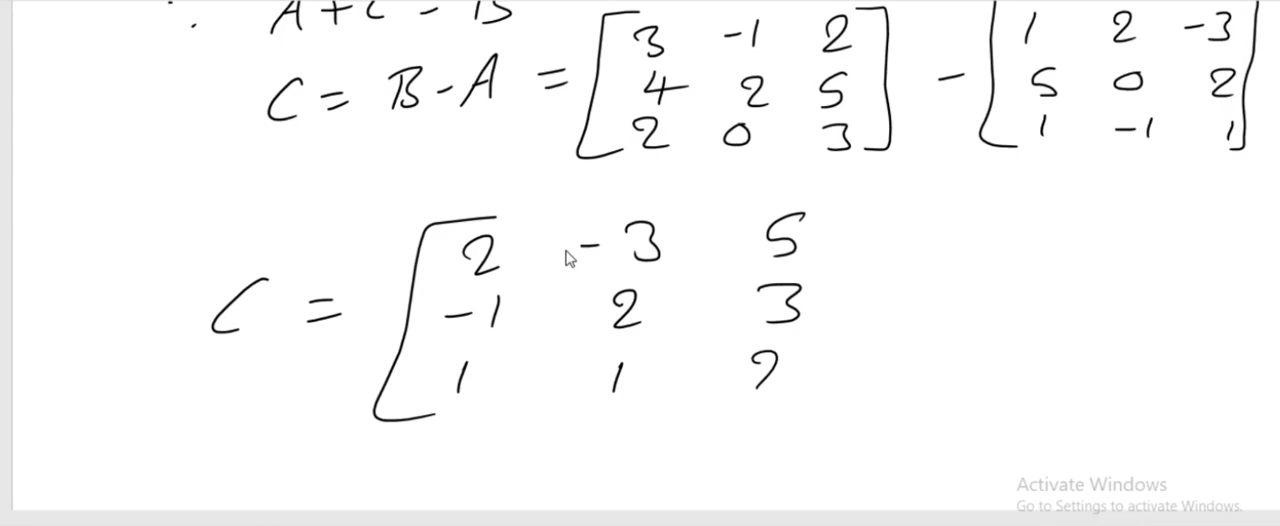 ∴ A + C = B
C = B - A = [3 -1 2 - [1 2 -3
4 2 5 5 0 2
2 0 3] 1 -1 1]
C = [2 -3 5
-1 2 3
1 1 2
Activate Windows
Go to Settings to activate Windows.